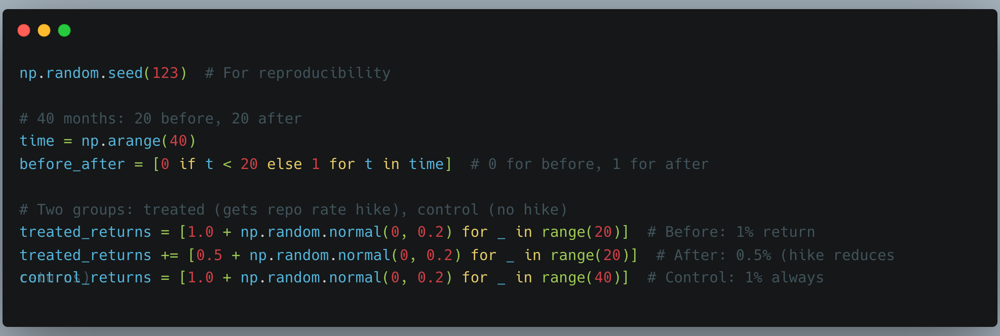 np.random.seed(123)  # For reproducibility
# 40 months: 20 before, 20 after
time = np.arange(40)
before_after = [0 if t < 20 else 1 for t in time]  # 0 for before, 1 for after
# Two groups: treated (gets repo rate hike), control (no hike)
treated_returns = [1.0 + np.random.normal(0, 0.2) for _ in range(20)]  # Before: 1% return
treated_returns += [0.5 + np.random.normal(0, 0.2) for _ in range(20)]  # After: 0.5% (hike reduces
returns)
control_returns = [1.0 + np.random.normal(0, 0.2) for _ in range(40)]  # Control: 1% always